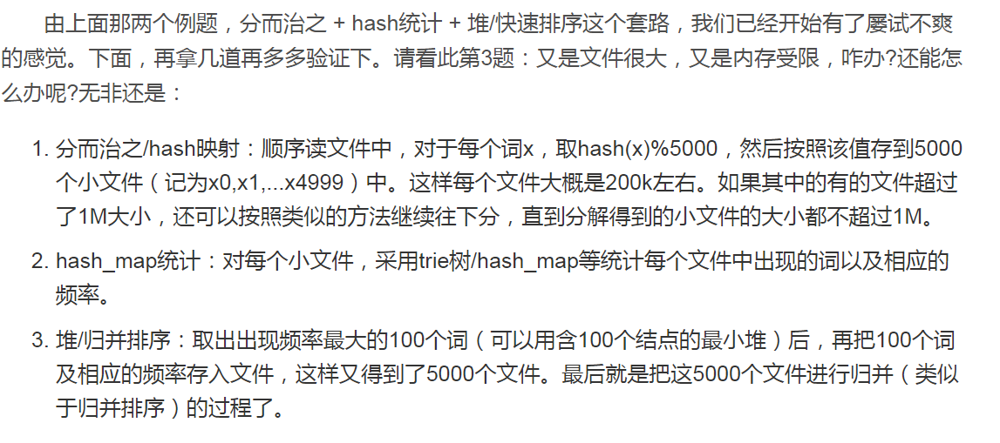 由上面那两个例题，分而治之 + hash统计 + 堆/快速排序这个套路，我们已经开始有了屡试不爽
的感觉。下面，再拿几道再多多验证下。请看此第3题：又是文件很大，又是内存受限，咋办?还能怎
么办呢?无非还是：
1. 分而治之/hash映射：顺序读文件中，对于每个词x，取hash(x)%5000，然后按照该值存到5000
个小文件（记为x0,x1,...x4999）中。这样每个文件大概是200k左右。如果其中的有的文件超过
了1M大小，还可以按照类似的方法继续往下分，直到分解得到的小文件的大小都不超过1M。
2. hash_map统计：对每个小文件，采用trie树/hash_map等统计每个文件中出现的词以及相应的
频率。
3. 堆/归并排序：取出出现频率最大的100个词（可以用含100个结点的最小堆）后，再把100个词
及相应的频率存入文件，这样又得到了5000个文件。最后就是把这5000个文件进行归并（类似
于归并排序）的过程了。